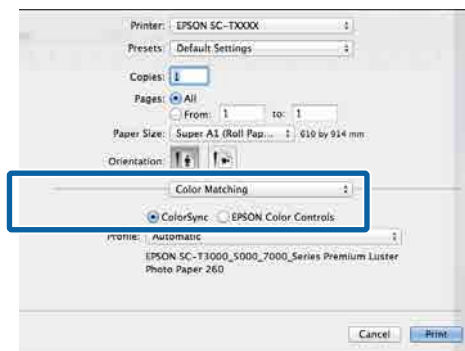 Printer: EPSON SC-TXXXX
Presets: Default Settings
Copies: 1
Pages: All
From: 1 to: 1
Paper Size: Super A1 (Roll Pap... 610 by 914 mm
Orientation:
Color Matching
ColorSync EPSON Color Controls
Profile: Automatic
EPSON SC-T3000_5000_7000_Series Premium Luster
Photo Paper 260
Cancel Print